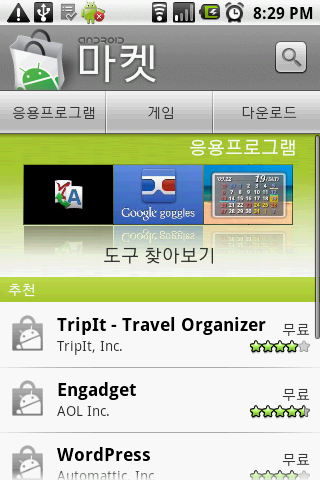 8:29 PM
ANDROID
마켓
응용프로그램
게임
다운로드
응용프로그램
A
Google goggles
도구 찾아보기
추천
TripIt - Travel Organizer
무료
TripIt, Inc.
Engadget
무료
AOL Inc.
WordPress
무료
Automattic, Inc.